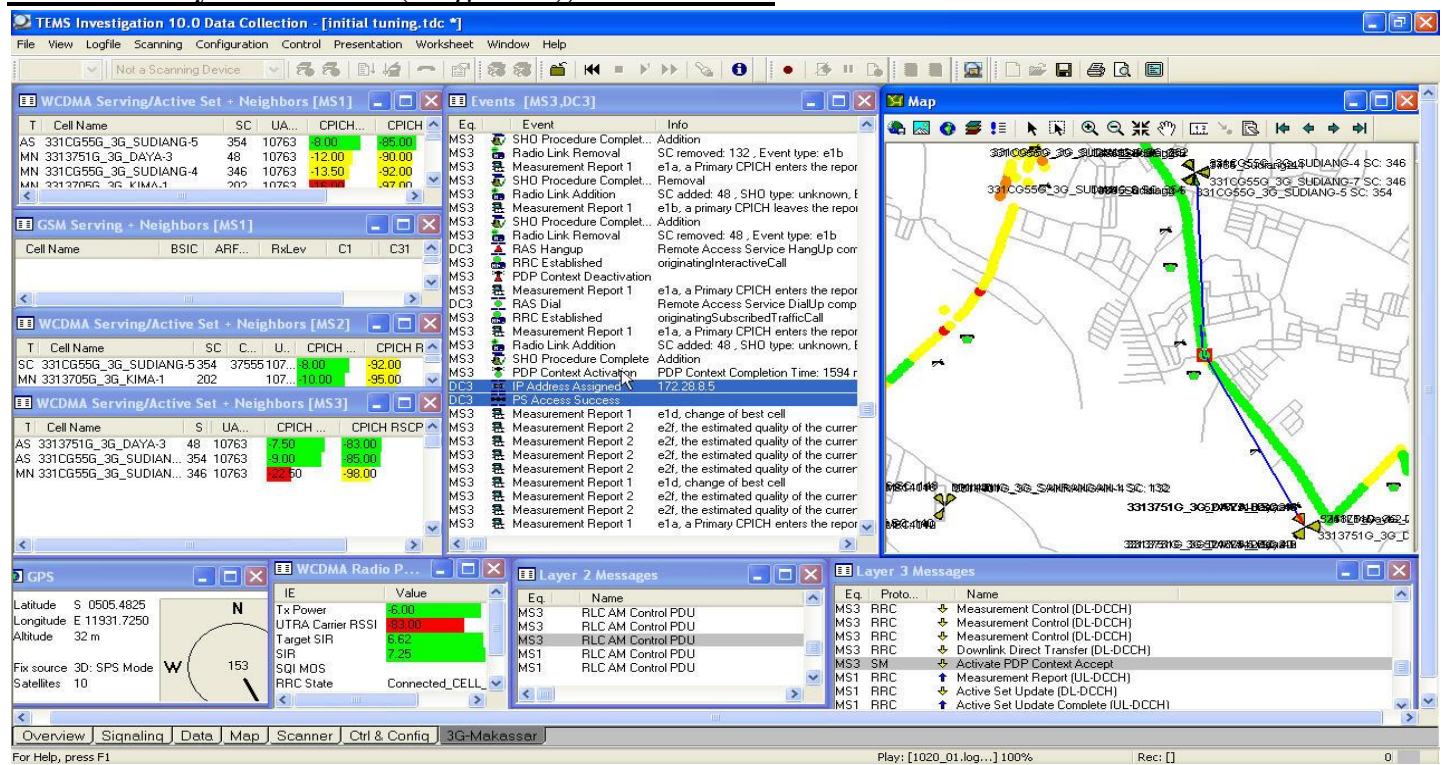 TEMS Investigation 10.0 Data Collection - [initial tuning.tdc *]
File View Logfile Scanning Configuration Control Presentation Worksheet Window Help
Not a Scanning Device
WCDMA Serving/Active Set + Neighbors [MS1]
T Cell Name SC UA... CPICH... CPICH
AS 331CG55G_3G_SUDIANG-5 354 10763 -8.00 -85.00
MN 3313751G_3G_DAYA-3 48 10763 -12.00 -90.00
MN 331CG55G_3G_SUDIANG-4 346 10763 -13.50 -92.00
MN 3313705G_3G_KIMA-1 202 10763 -97.00
GSM Serving + Neighbors [MS1]
Cell Name BSIC ARF... RxLev C1 C31
WCDMA Serving/Active Set + Neighbors [MS2]
T Cell Name SC C... U.. CPICH ... CPICH R
SC 331CG55G_3G_SUDIANG-5 354 37555 107... -8.00 -92.00
MN 3313705G_3G_KIMA-1 202 107... -10.00 -95.00
WCDMA Serving/Active Set + Neighbors [MS3]
T Cell Name S UA... CPICH ... CPICH RSCP
AS 3313751G_3G_DAYA-3 48 10763 -7.50 -83.00
AS 331CG55G_3G_SUDIAN... 354 10763 -9.00 -85.00
MN 331CG55G_3G_SUDIAN... 346 10763 -22.50 -98.00
Events [MS3,DC3]
Eq. Event Info
MS3 SHO Procedure Complet... Addition
MS3 Radio Link Removal SC removed: 132 , Event type: e1b
MS3 Measurement Report 1 e1a, a Primary CPICH enters the repor
MS3 SHO Procedure Complet... Removal
MS3 Radio Link Addition SC added: 48 , SHO type: unknown, E
MS3 Measurement Report 1 e1b, a primary CPICH leaves the repor
MS3 SHO Procedure Complet... Addition
MS3 Radio Link Removal SC removed: 48 , Event type: e1b
DC3 RAS Hangup Remote Access Service HangUp com
MS3 RRC Established originatingInteractiveCall
MS3 PDP Context Deactivation
MS3 Measurement Report 1 e1a, a Primary CPICH enters the repor
DC3 RAS Dial Remote Access Service DialUp comp
MS3 RRC Established originatingSubscribedTrafficCall
MS3 Measurement Report 1 e1a, a Primary CPICH enters the repor
MS3 Radio Link Addition SC added: 48 , SHO type: unknown, E
MS3 SHO Procedure Complete Addition
MS3 PDP Context Activation PDP Context Completion Time: 1594 r
DC3 IP Address Assigned 172.28.8.5
DC3 PS Access Success
MS3 Measurement Report 1 e1d, change of best cell
MS3 Measurement Report 2 e2f, the estimated quality of the currer
MS3 Measurement Report 2 e2f, the estimated quality of the currer
MS3 Measurement Report 2 e2f, the estimated quality of the currer
MS3 Measurement Report 2 e2f, the estimated quality of the currer
MS3 Measurement Report 1 e1d, change of best cell
MS3 Measurement Report 2 e2f, the estimated quality of the currer
MS3 Measurement Report 2 e2f, the estimated quality of the currer
MS3 Measurement Report 1 e1a, a Primary CPICH enters the repor
Map
331CG55G_3G_SUDIANG-4 SC: 346
331CG55G_3G_SUDIANG-7 SC: 346
331CG55G_3G_SUDIANG-5 SC: 354
GPS
Latitude S 0505.4825
Longitude E 11931.7250
Altitude 32 m
Fix source 3D: SPS Mode
Satellites 10
N
W
153
WCDMA Radio P...
IE Value
Tx Power -6.00
UTRA Carrier RSSI -83.00
Target SIR 6.62
SIR 7.25
SQI MOS
RRC State Connected_CELL_
Layer 2 Messages
Eq. Name
MS3 RLC AM Control PDU
MS3 RLC AM Control PDU
MS3 RLC AM Control PDU
MS1 RLC AM Control PDU
MS1 RLC AM Control PDU
Layer 3 Messages
Eq. Proto... Name
MS3 RRC Measurement Control (DL-DCCH)
MS3 RRC Measurement Control (DL-DCCH)
MS3 RRC Measurement Control (DL-DCCH)
MS3 RRC Downlink Direct Transfer (DL-DCCH)
MS3 SM Activate PDP Context Accept
MS1 RRC Measurement Report (UL-DCCH)
MS1 RRC Active Set Update (DL-DCCH)
MS1 RRC Active Set Update Complete (UL-DCCH)
Overview Signaling Data Map Scanner Ctrl & Config 3G-Makassar
For Help, press F1 Play: [1020_01.log...] 100% Rec: [] 0